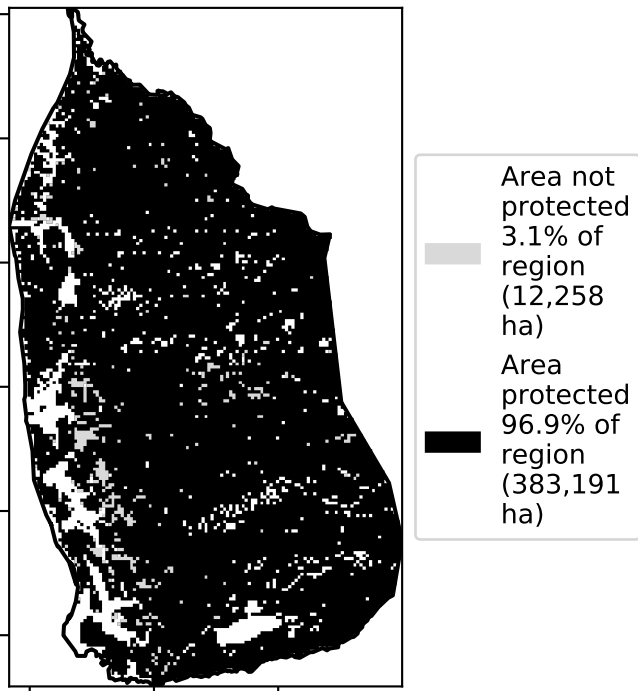 Area not
protected
3.1% of
region
(12,258
ha)
Area
protected
96.9% of
region
(383,191
ha)